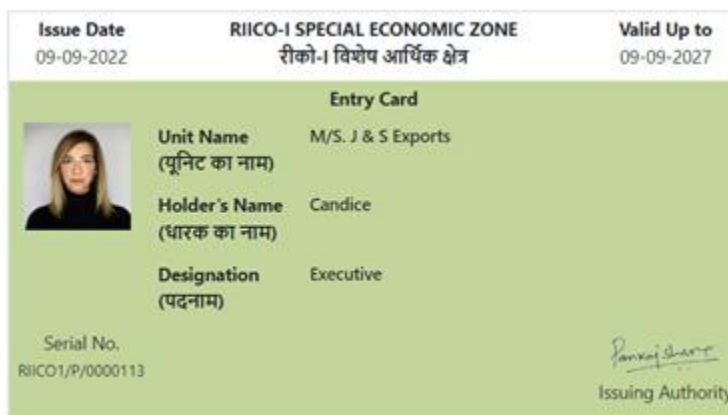 Issue Date
09-09-2022
RIICO-I SPECIAL ECONOMIC ZONE
रीको-I विशेष आर्थिक क्षेत्र
Valid Up to
09-09-2027
Entry Card
Unit Name M/S. J & S Exports
(यूनिट का नाम)
Holder's Name Candice
(धारक का नाम)
Designation Executive
(पदनाम)
Serial No.
RIICO1/P/0000113
Issuing Authority